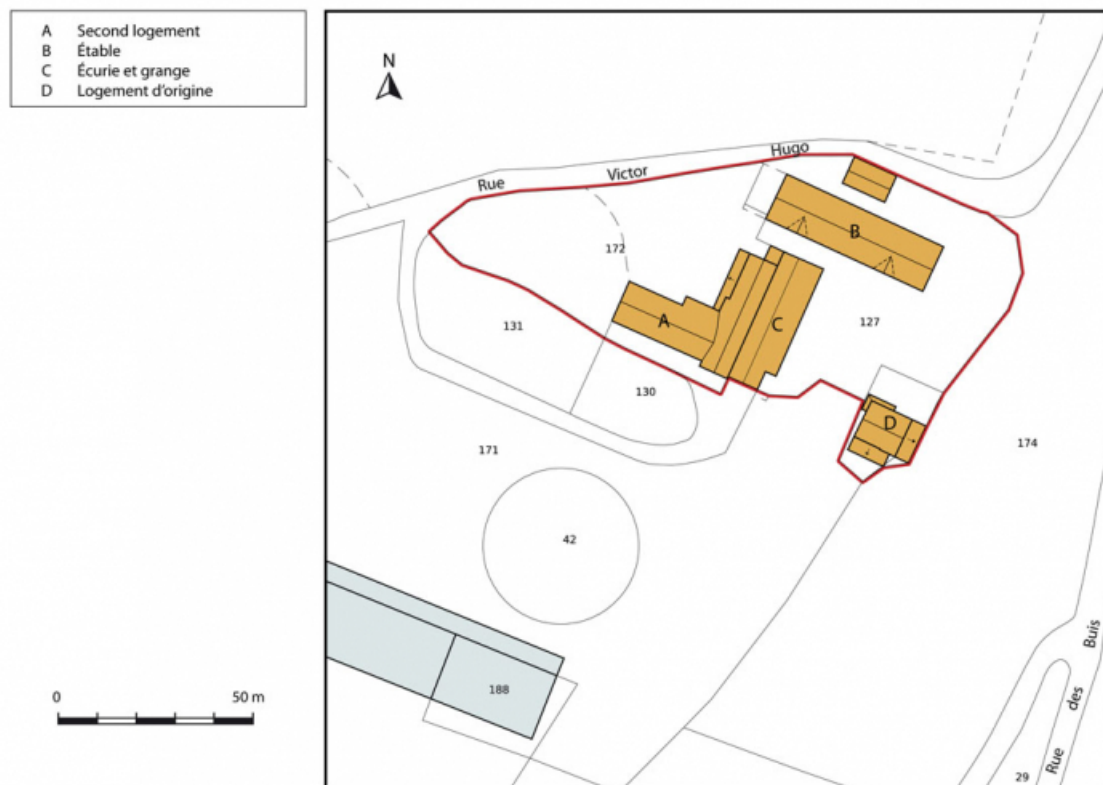 A Second logement
B Étable
C Écurie et grange
D Logement d'origine
N
Rue Victor Hugo
172
B
A
C
127
131
130
D
171
174
42
188
Rue des Buis
29
0 50 m